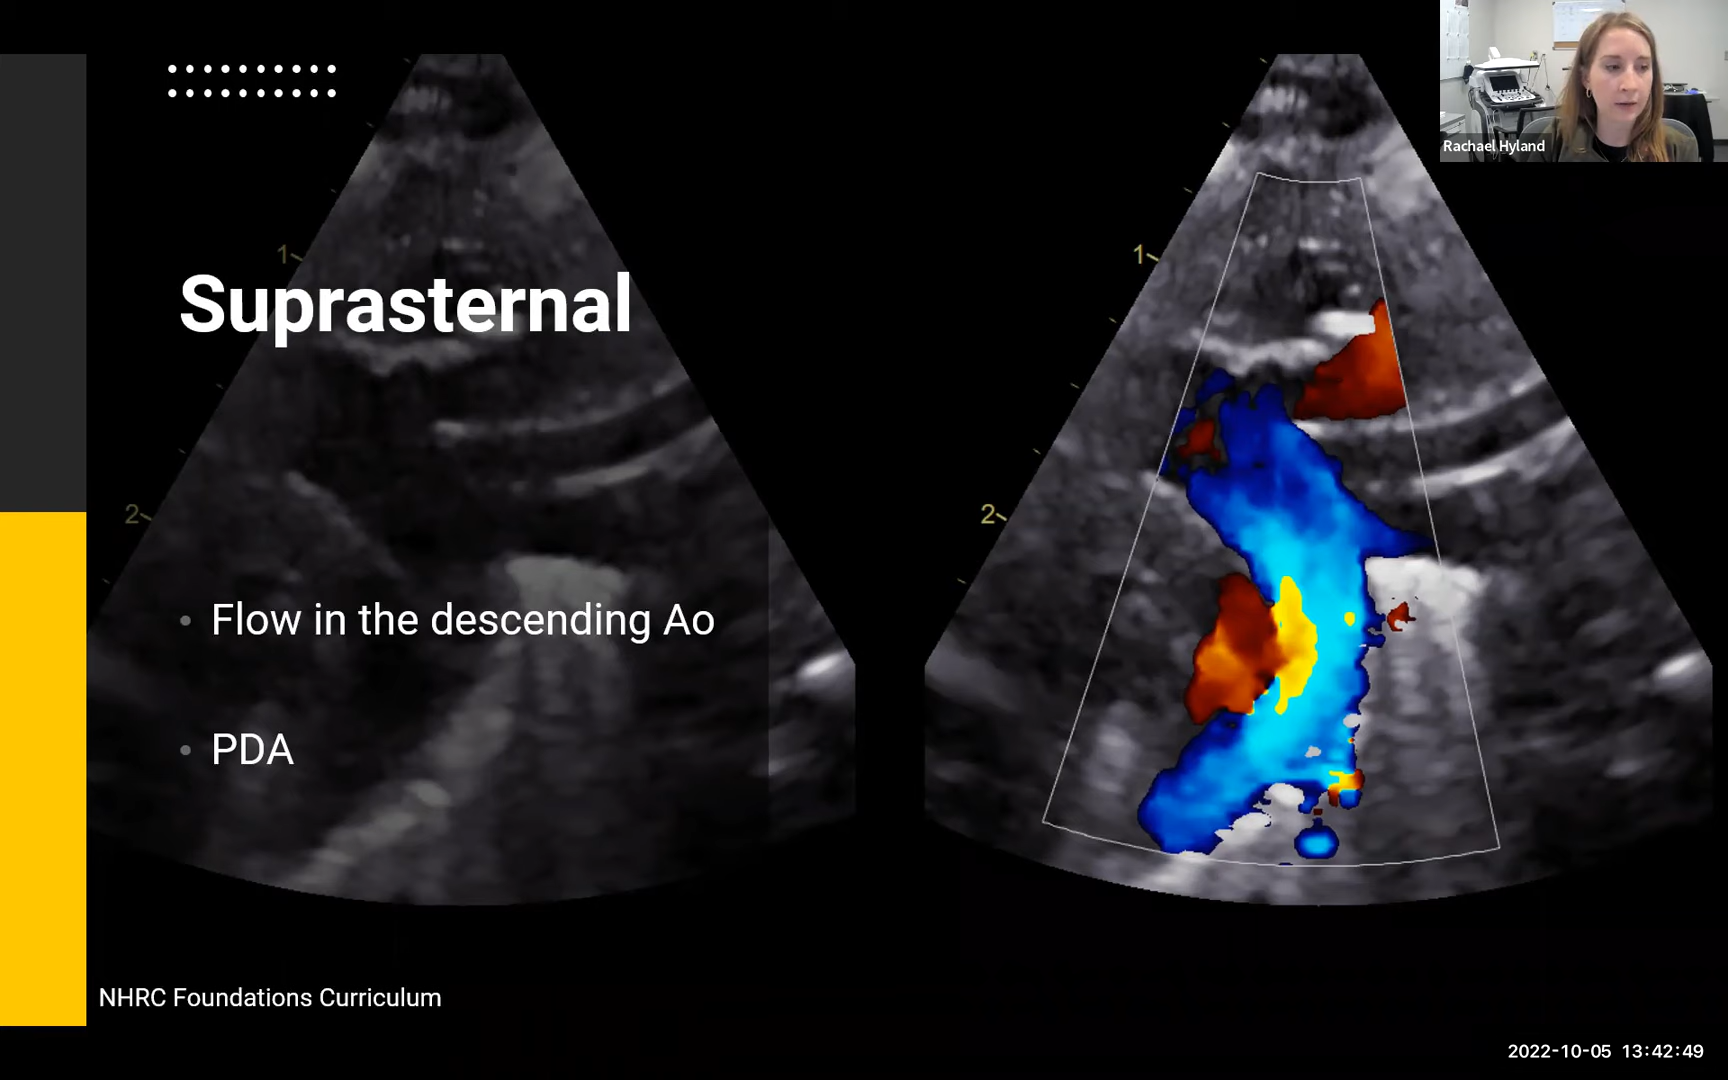 Rachael Hyland
1
1
Suprasternal
2
2
Flow in the descending Ao
PDA
NHRC Foundations Curriculum
2022-10-05 13:42:49